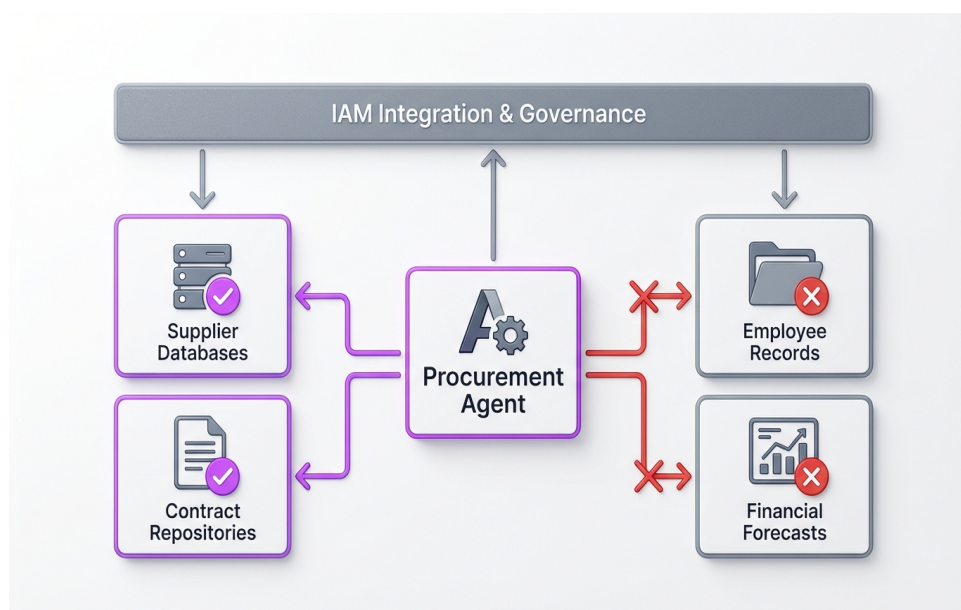 IAM Integration & Governance
Supplier
Databases
Procurement
Agent
Employee
Records
Contract
Repositories
Financial
Forecasts